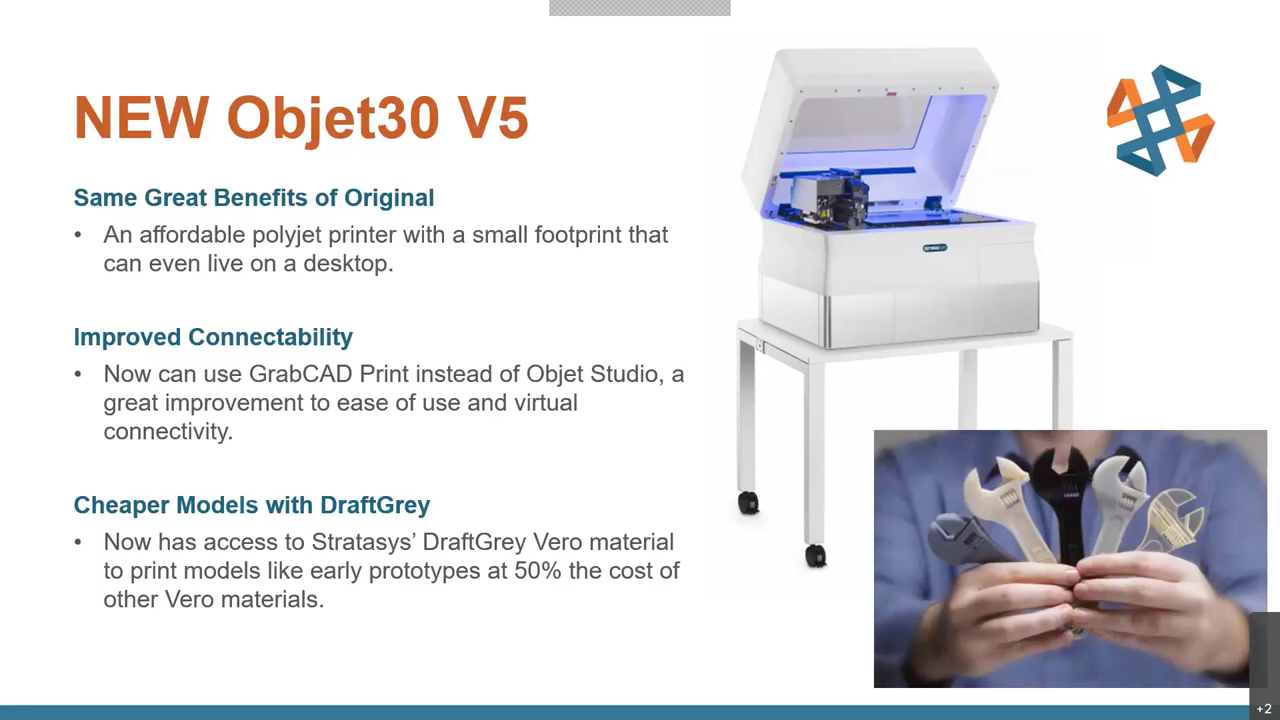 NEW Objet30 V5
Same Great Benefits of Original
• An affordable polyjet printer with a small footprint that
can even live on a desktop.
Improved Connectability
• Now can use GrabCAD Print instead of Objet Studio, a
great improvement to ease of use and virtual
connectivity.
Cheaper Models with DraftGrey
• Now has access to Stratasys’ DraftGrey Vero material
to print models like early prototypes at 50% the cost of
other Vero materials.
+2